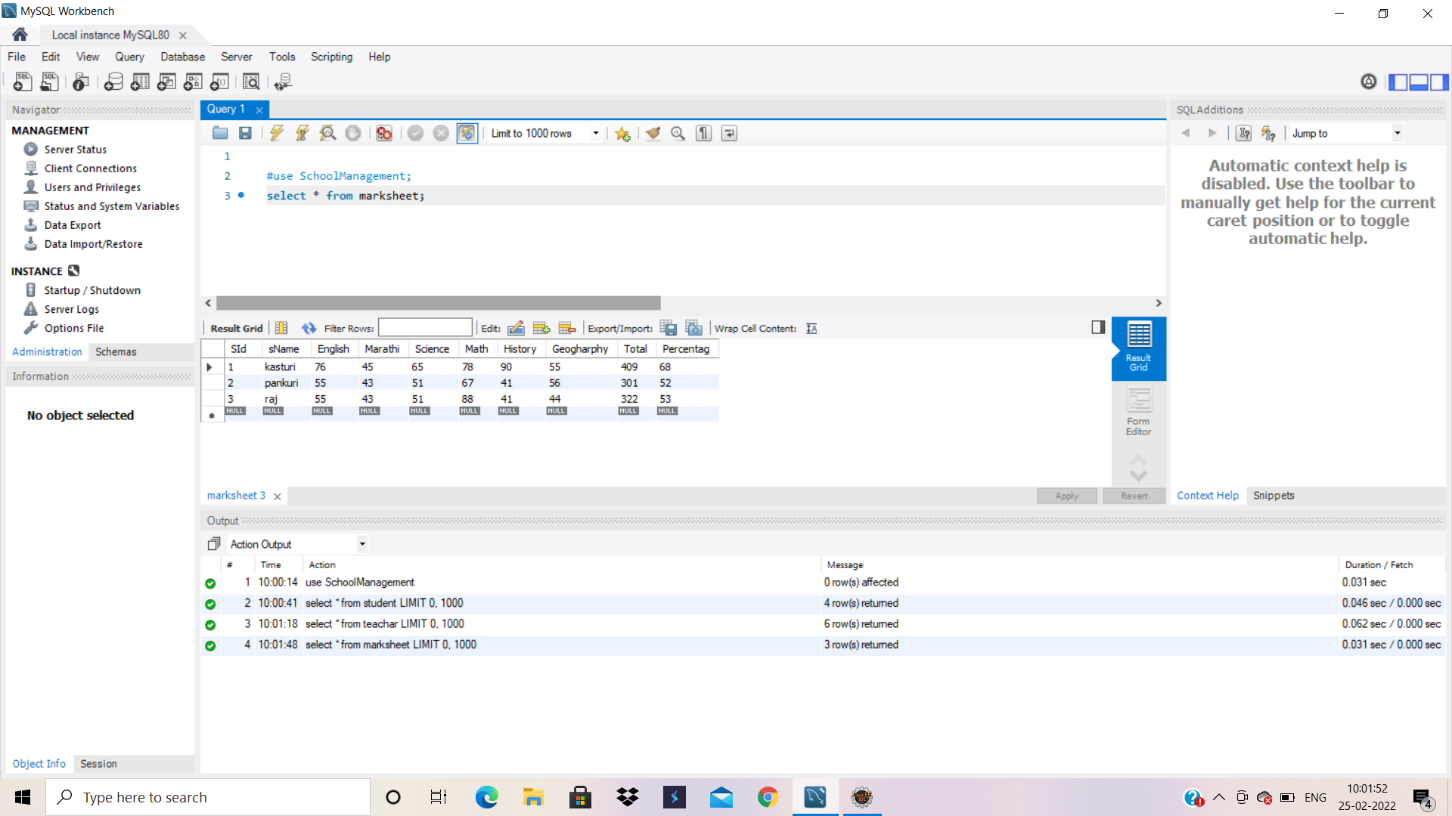 MySQL Workbench
Local instance MySQL80
File Edit View Query Database Server Tools Scripting Help
Navigator
MANAGEMENT
Server Status
Client Connections
Users and Privileges
Status and System Variables
Data Export
Data Import/Restore
INSTANCE
Startup / Shutdown
Server Logs
Options File
Administration Schemas
Information
No object selected
Object Info Session
Query 1
Limit to 1000 rows
1
2 #use SchoolManagement;
3 select * from marksheet;
Result Grid Filter Rows: Edit: Export/Import: Wrap Cell Content:
SId sName English Marathi Science Math History Geogharphy Total Percentag
1 kasturi 76 45 65 78 90 55 409 68
2 pankuri 55 43 51 67 41 56 301 52
3 raj 55 43 51 88 41 44 322 53
NULL NULL NULL NULL NULL NULL NULL NULL NULL NULL
Result Grid
Form Editor
marksheet 3 Apply Revert
SQLAdditions
Jump to
Automatic context help is
disabled. Use the toolbar to
manually get help for the current
caret position or to toggle
automatic help.
Context Help Snippets
Output
Action Output
# Time Action Message Duration / Fetch
1 10:00:14 use SchoolManagement 0 row(s) affected 0.031 sec
2 10:00:41 select * from student LIMIT 0, 1000 4 row(s) returned 0.046 sec / 0.000 sec
3 10:01:18 select * from teachar LIMIT 0, 1000 6 row(s) returned 0.062 sec / 0.000 sec
4 10:01:48 select * from marksheet LIMIT 0, 1000 3 row(s) returned 0.031 sec / 0.000 sec
Type here to search
ENG
10:01:52
25-02-2022
4